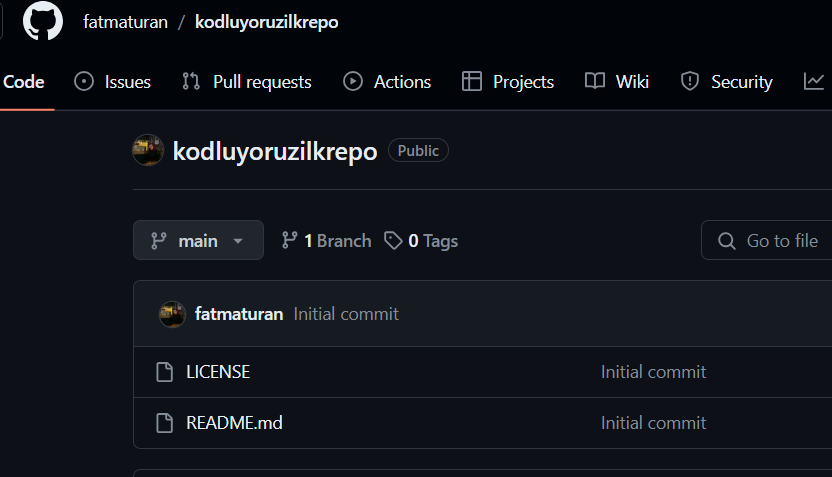 fatmaturan / kodluyoruzilkrepo
Code Issues Pull requests Actions Projects Wiki Security
kodluyoruzilkrepo Public
main 1 Branch 0 Tags Go to file
fatmaturan Initial commit
LICENSE Initial commit
README.md Initial commit